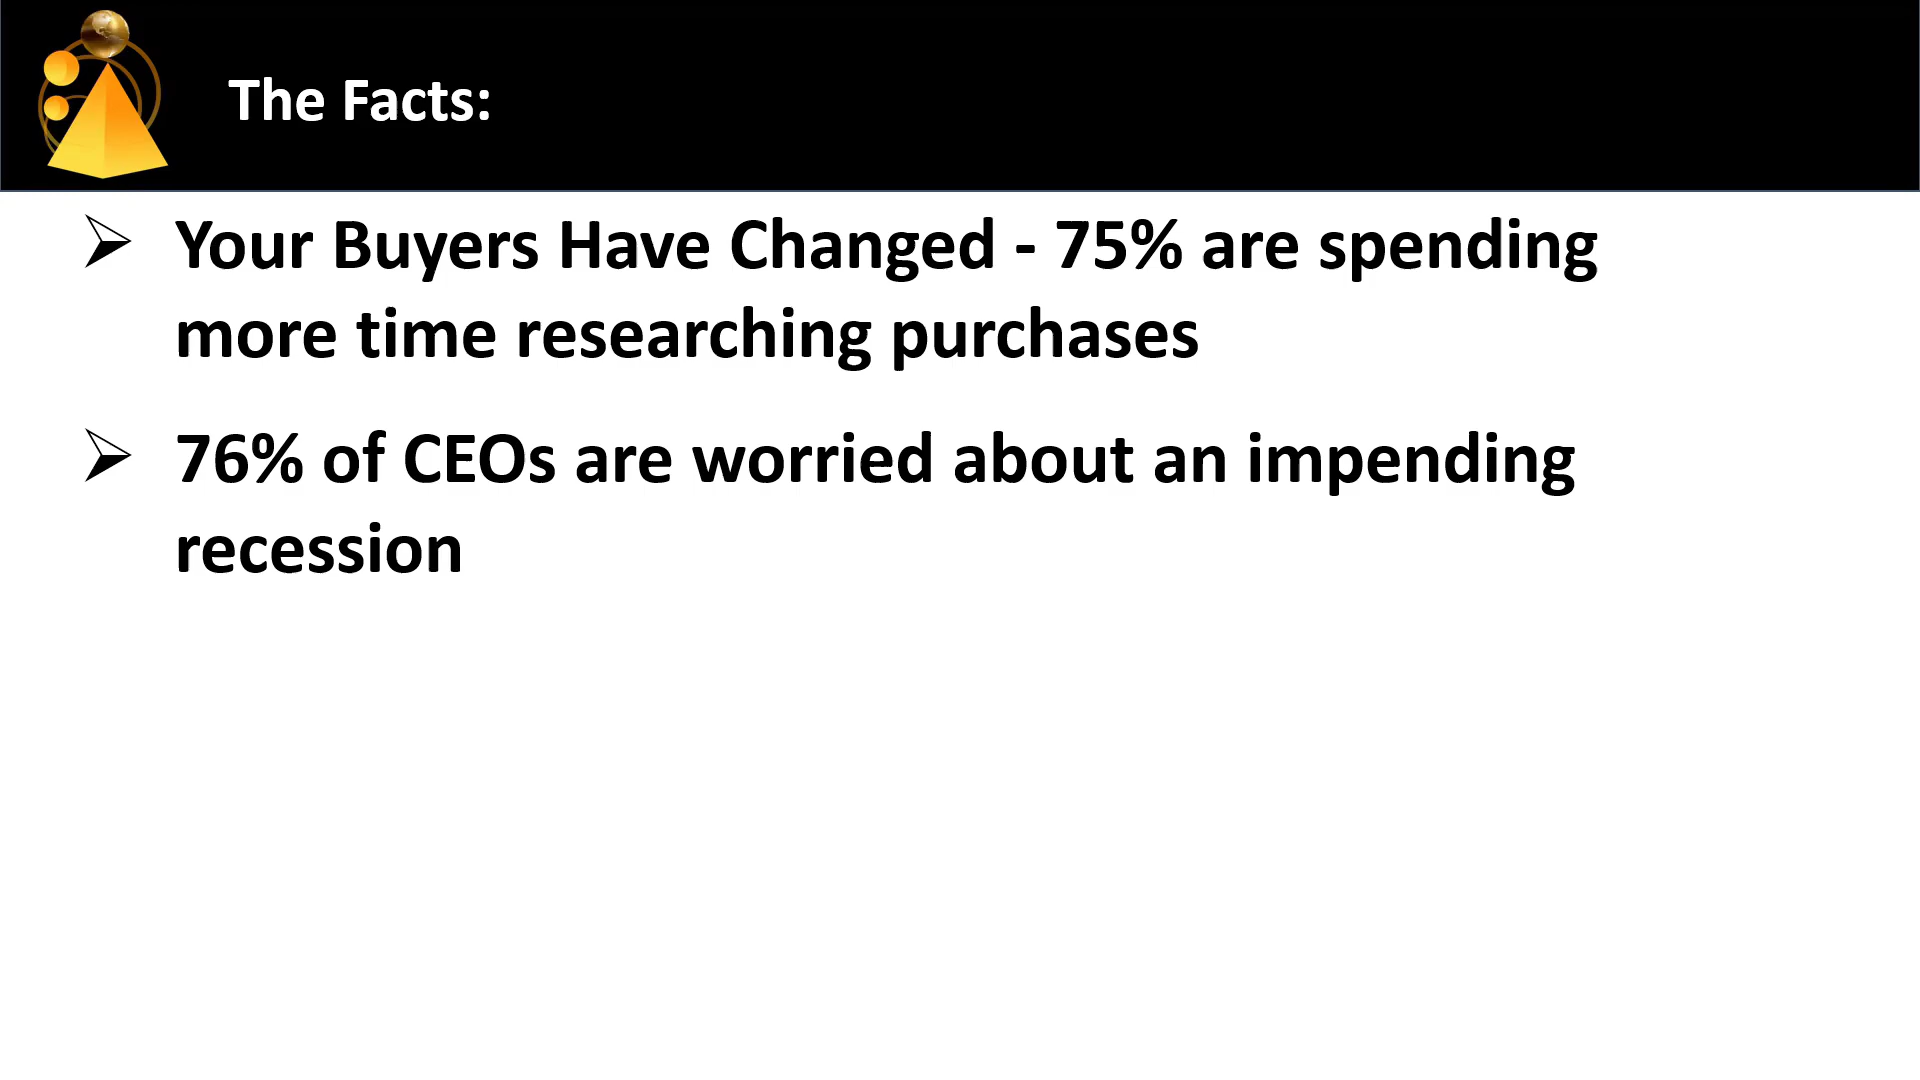 The Facts:
Your Buyers Have Changed - 75% are spending
more time researching purchases
76% of CEOs are worried about an impending
recession